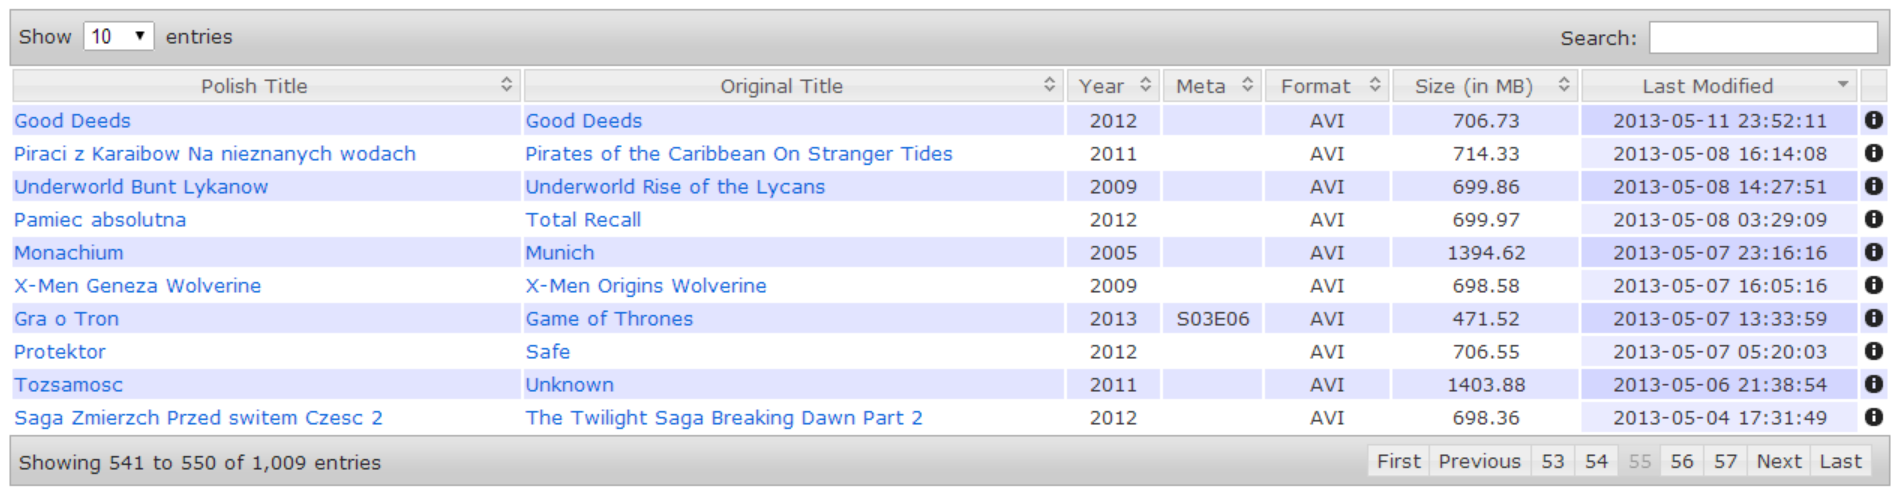 Show 10 entries Search:
Polish Title Original Title Year Meta Format Size (in MB) Last Modified
Good Deeds Good Deeds 2012 AVI 706.73 2013-05-11 23:52:11
Piraci z Karaibow Na nieznanych wodach Pirates of the Caribbean On Stranger Tides 2011 AVI 714.33 2013-05-08 16:14:08
Underworld Bunt Lykanow Underworld Rise of the Lycans 2009 AVI 699.86 2013-05-08 14:27:51
Pamiec absolutna Total Recall 2012 AVI 699.97 2013-05-08 03:29:09
Monachium Munich 2005 AVI 1394.62 2013-05-07 23:16:16
X-Men Geneza Wolverine X-Men Origins Wolverine 2009 AVI 698.58 2013-05-07 16:05:16
Gra o Tron Game of Thrones 2013 S03E06 AVI 471.52 2013-05-07 13:33:59
Protektor Safe 2012 AVI 706.55 2013-05-07 05:20:03
Tozsamosc Unknown 2011 AVI 1403.88 2013-05-06 21:38:54
Saga Zmierzch Przed switem Czesc 2 The Twilight Saga Breaking Dawn Part 2 2012 AVI 698.36 2013-05-04 17:31:49
Showing 541 to 550 of 1,009 entries First Previous 53 54 55 56 57 Next Last